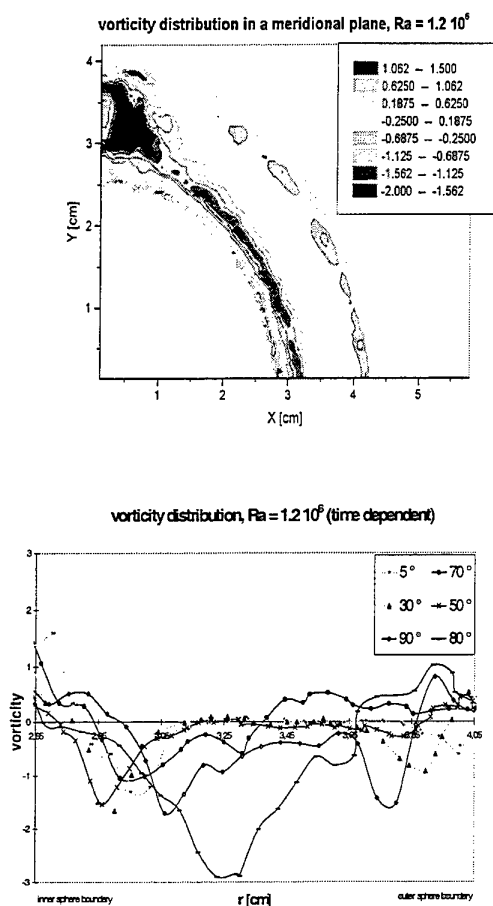 vorticity distribution in a meridional plane, Ra = 1.2 10⁶
4
3
2
1
Y [cm]
1
2
3
4
5
X [cm]
1.062 – 1.500
0.6250 – 1.062
0.1875 – 0.6250
-0.2500 – 0.1875
-0.6875 – -0.2500
-1.125 – -0.6875
-1.562 – -1.125
-2.000 – -1.562
vorticity distribution, Ra = 1.2 10⁶ (time dependent)
3
2
1
0
-1
-2
-3
vorticity
5°
70°
30°
50°
90°
80°
3.25
3.45
4.05
inner sphere boundary
r [cm]
outer sphere boundary